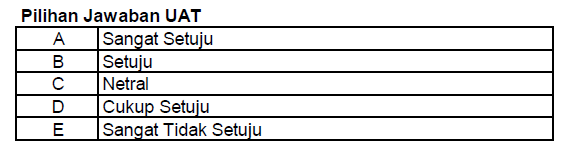 Pilihan Jawaban UAT
A Sangat Setuju
B Setuju
C Netral
D Cukup Setuju
E Sangat Tidak Setuju